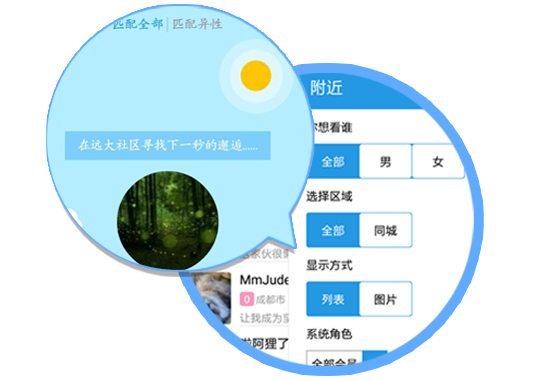 匹配全部 | 匹配异性
在远大社区寻找下一秒的邂逅......
附近
你想看谁
全部 男 女
选择区域
全部 同城
显示方式
列表 图片
系统角色
全部会员
MmJude
0 成都市
让我成为
啦阿狸了